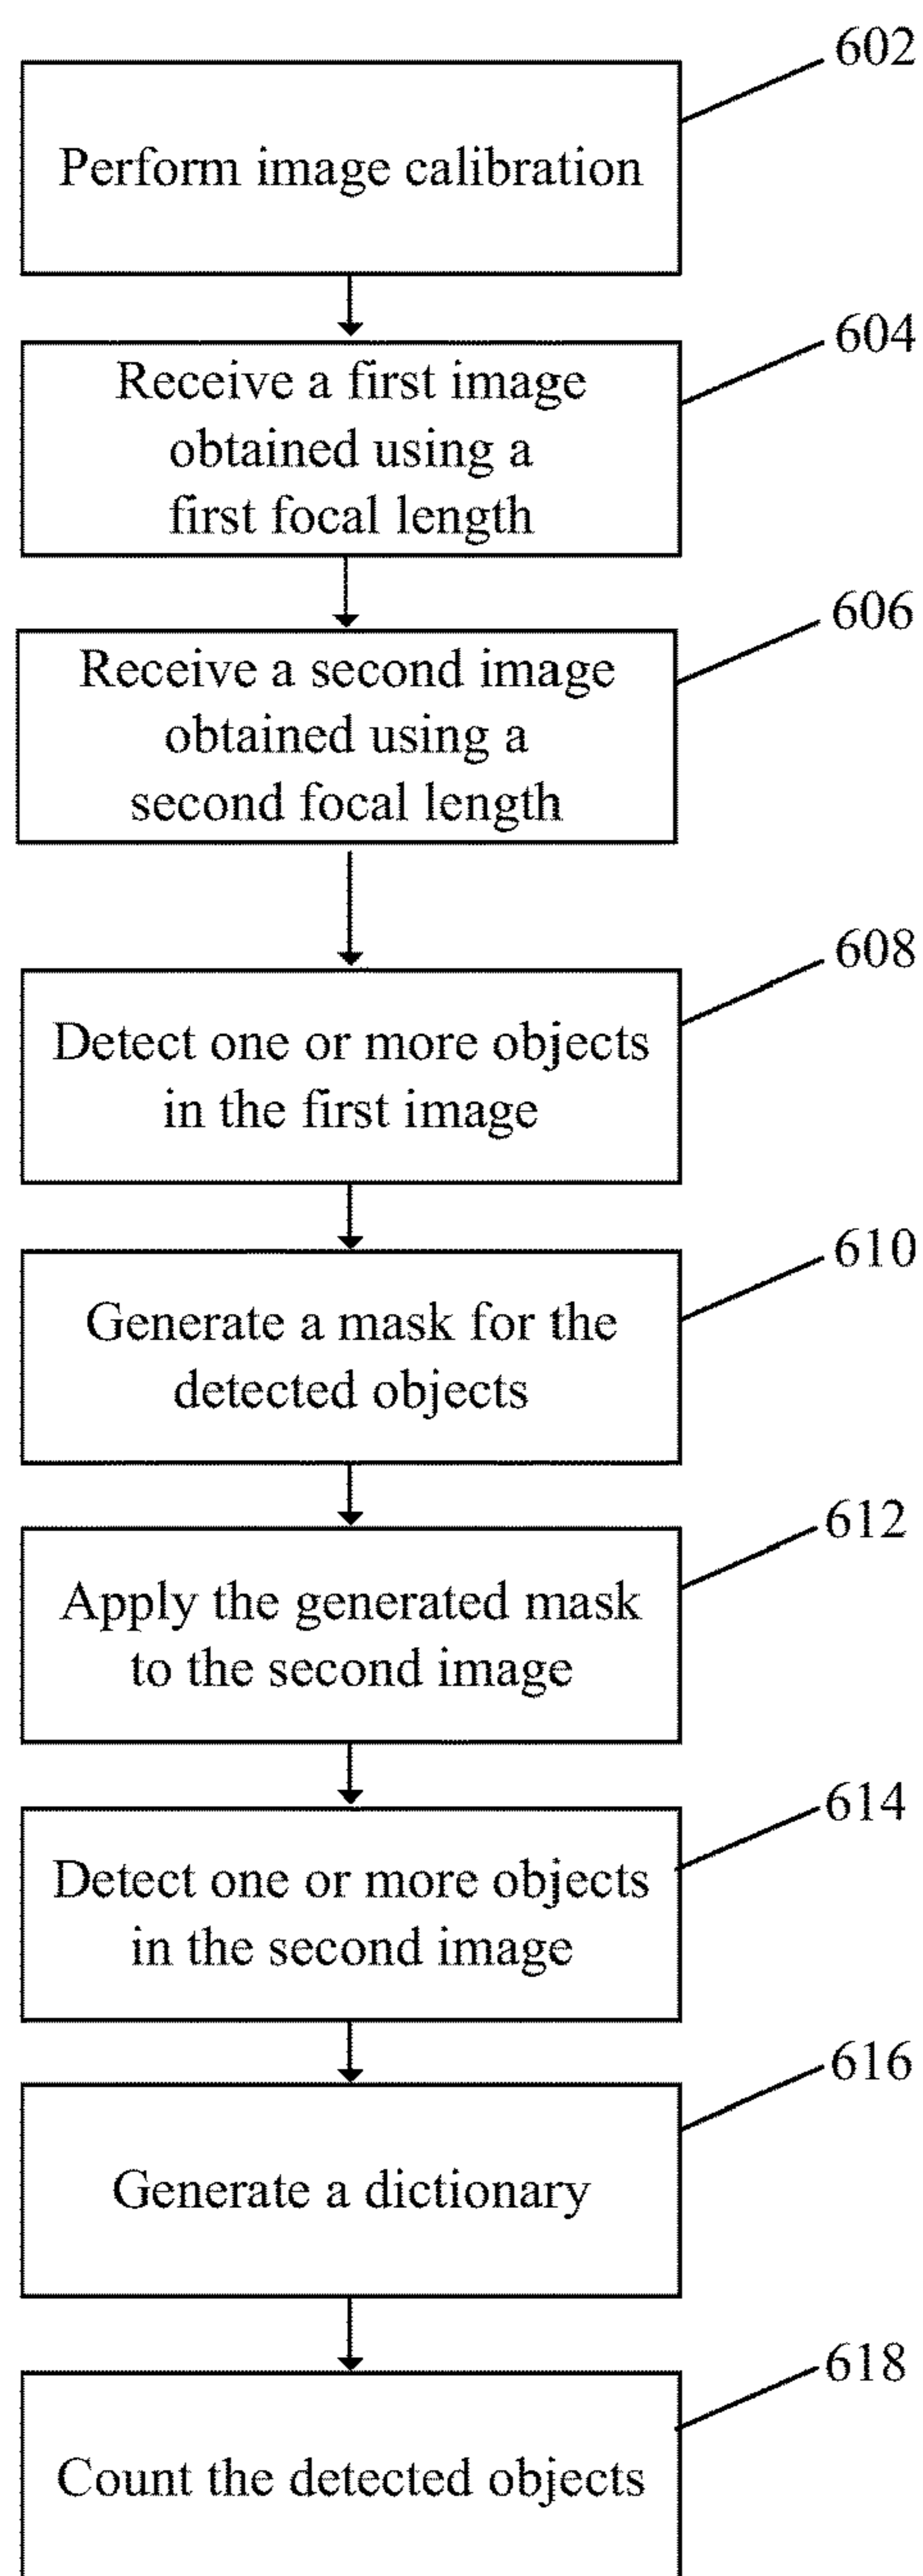 602
Perform image calibration
604
Receive a first image
obtained using a
first focal length
606
Receive a second image
obtained using a
second focal length
608
Detect one or more objects
in the first image
610
Generate a mask for the
detected objects
612
Apply the generated mask
to the second image
614
Detect one or more objects
in the second image
616
Generate a dictionary
618
Count the detected objects